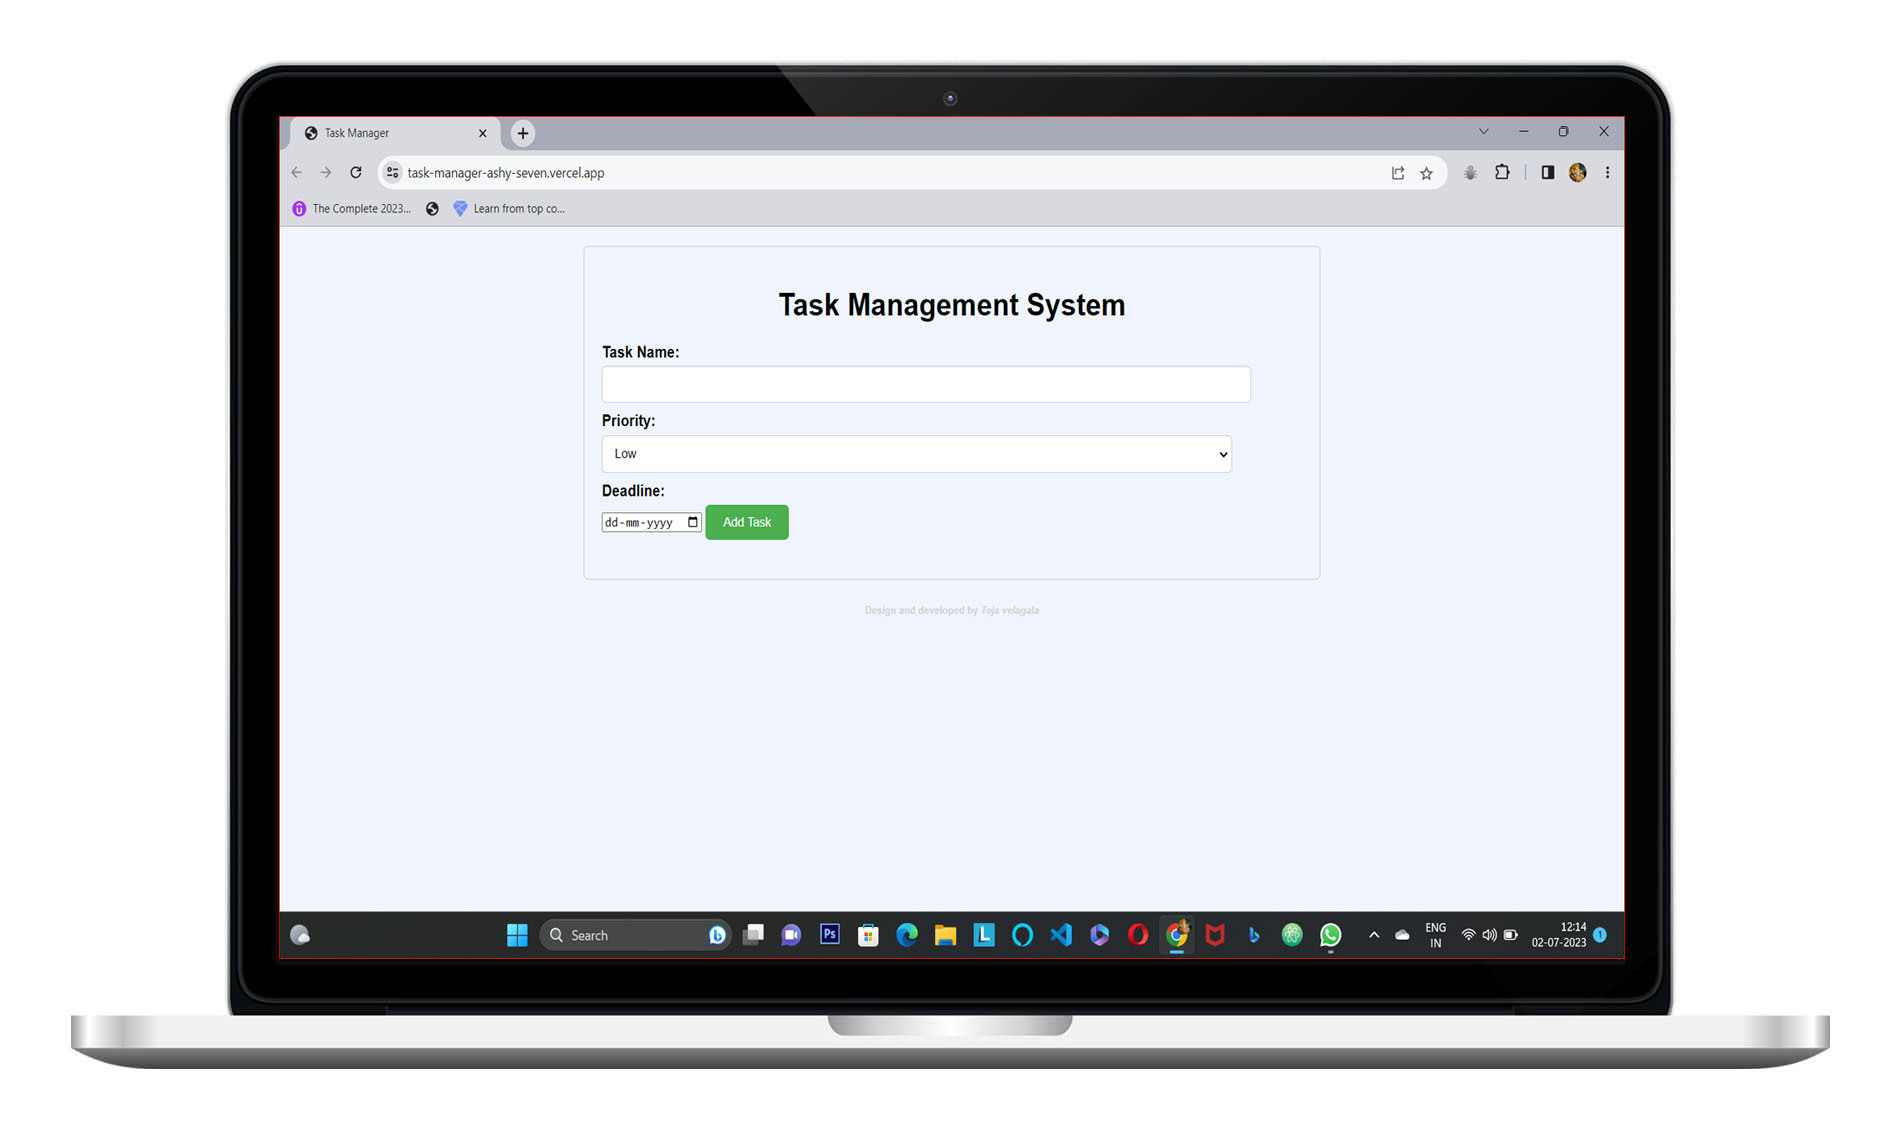 Task Manager
task-manager-ashy-seven.vercel.app
The Complete 2023...
Learn from top co...
Task Management System
Task Name:
Priority:
Low
Deadline:
dd-mm-yyyy
Add Task
Design and developed by Teja velagala
Search
Ps
L
ENG
IN
12:14
02-07-2023
1